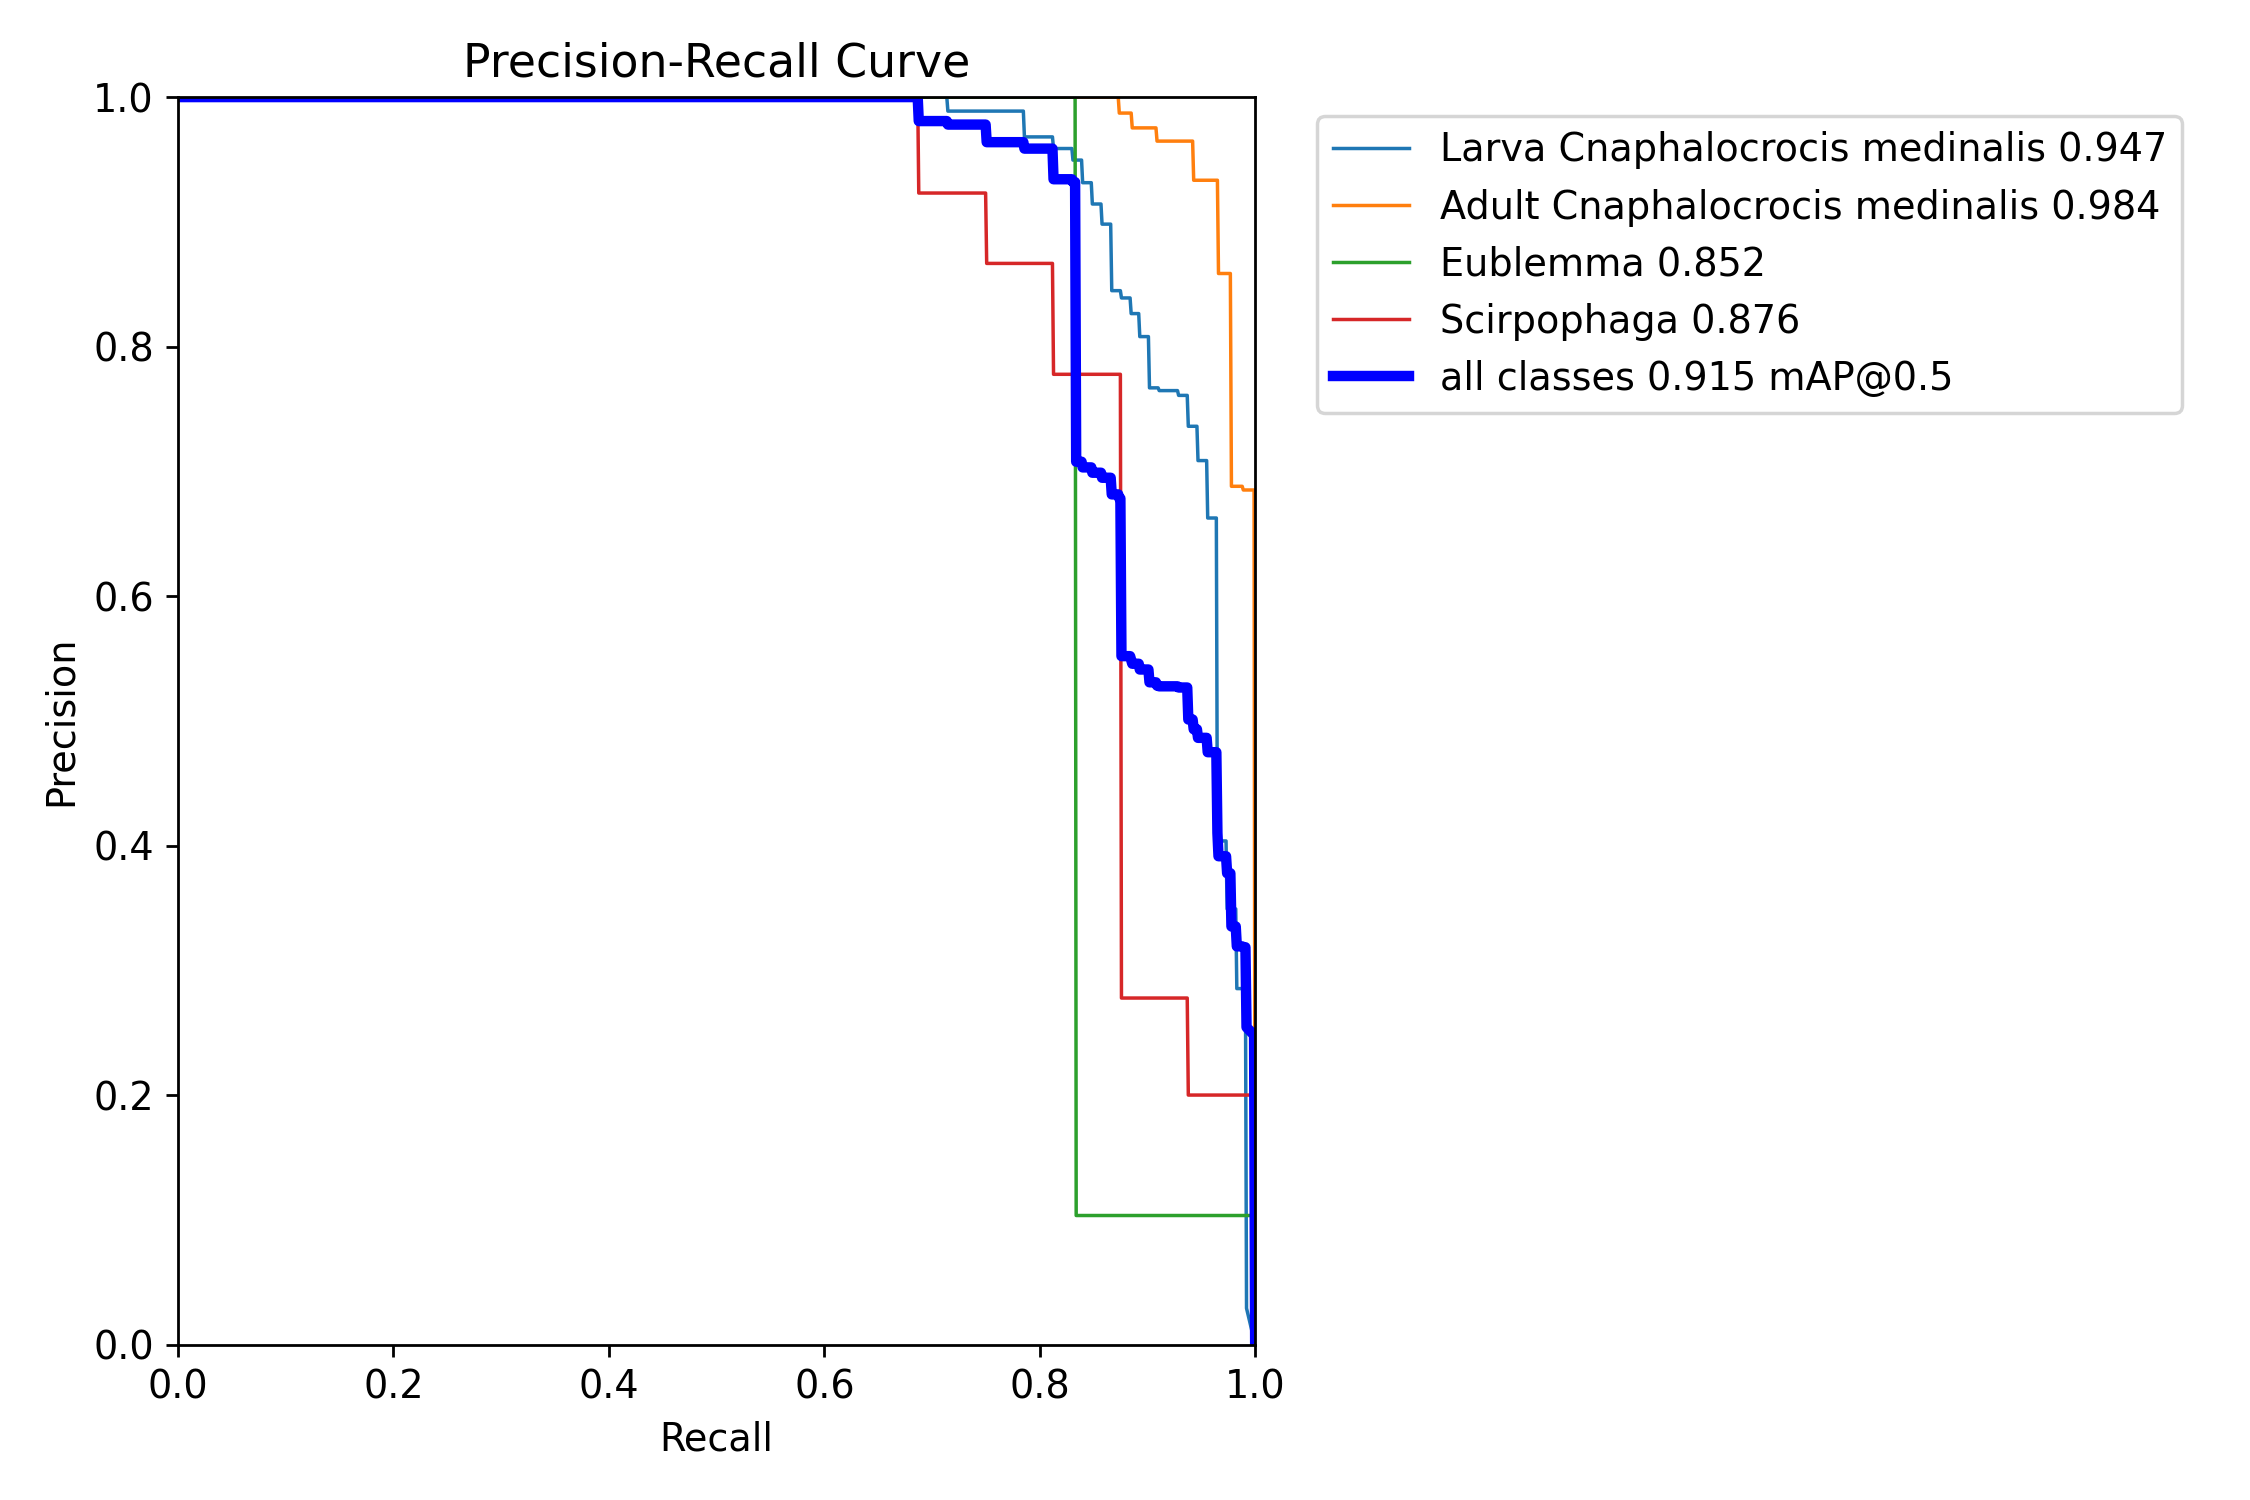 Precision-Recall Curve
1.0
0.8
0.6
0.4
0.2
0.0
Precision
0.0 0.2 0.4 0.6 0.8 1.0
Recall
Larva Cnaphalocrocis medinalis 0.947
Adult Cnaphalocrocis medinalis 0.984
Eublemma 0.852
Scirpophaga 0.876
all classes 0.915 mAP@0.5